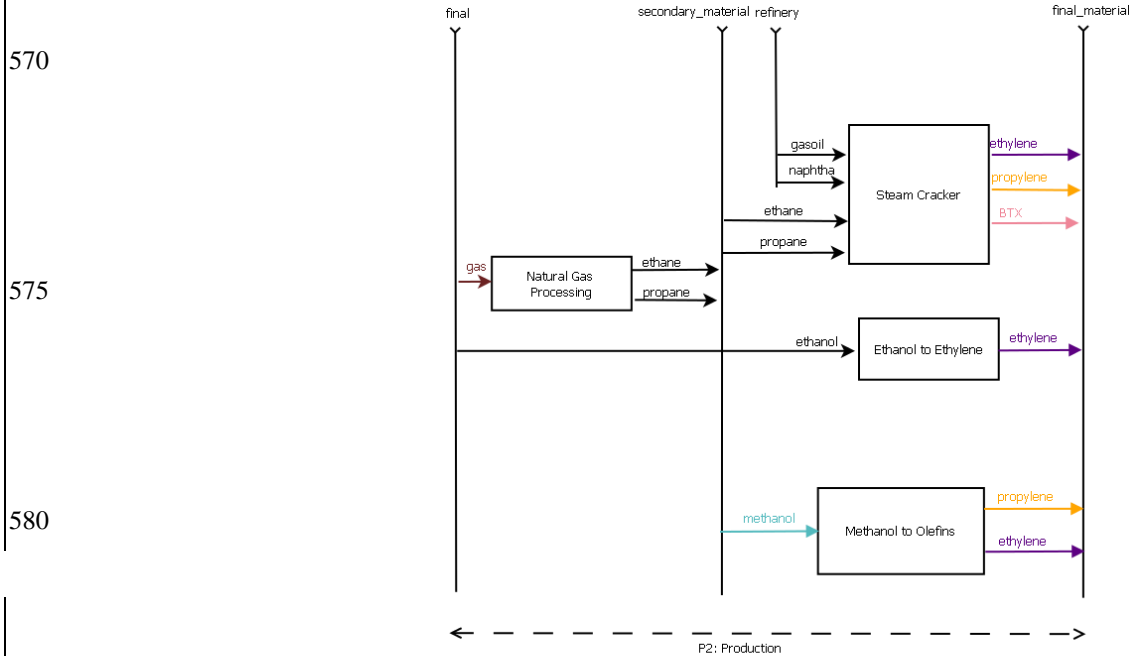 final
secondary_material
refinery
final_material
570
gasoil
ethylene
naphtha
propylene
Steam Cracker
ethane
BTX
propane
gas
Natural Gas
Processing
ethane
propane
575
ethanol
Ethanol to Ethylene
ethylene
propylene
580
methanol
Methanol to Olefins
ethylene
P2: Production